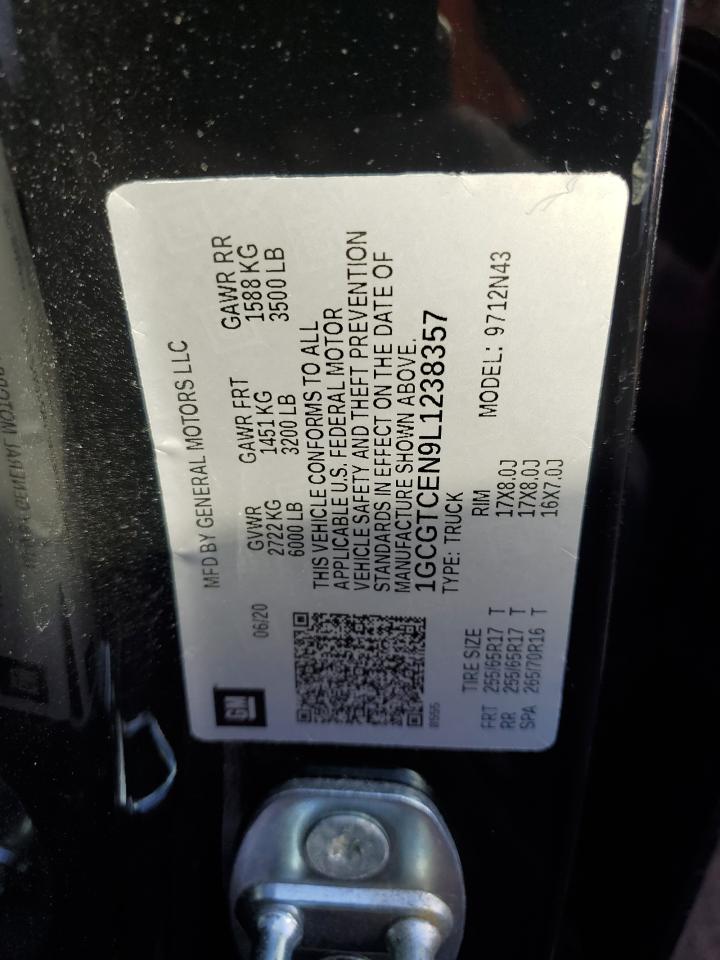 GM
MFD BY GENERAL MOTORS LLC
06/20
GVWR GAWR FRT GAWR RR
2722 KG 1451 KG 1588 KG
6000 LB 3200 LB 3500 LB
THIS VEHICLE CONFORMS TO ALL
APPLICABLE U.S. FEDERAL MOTOR
VEHICLE SAFETY AND THEFT PREVENTION
STANDARDS IN EFFECT ON THE DATE OF
MANUFACTURE SHOWN ABOVE.
1GCGTCEN9L1238357
TYPE: TRUCK
MODEL: 9712N43
TIRE SIZE RIM
FRT 255/65R17 T 17X8.0J
RR 255/65R17 T 17X8.0J
SPA 265/70R16 T 16X7.0J